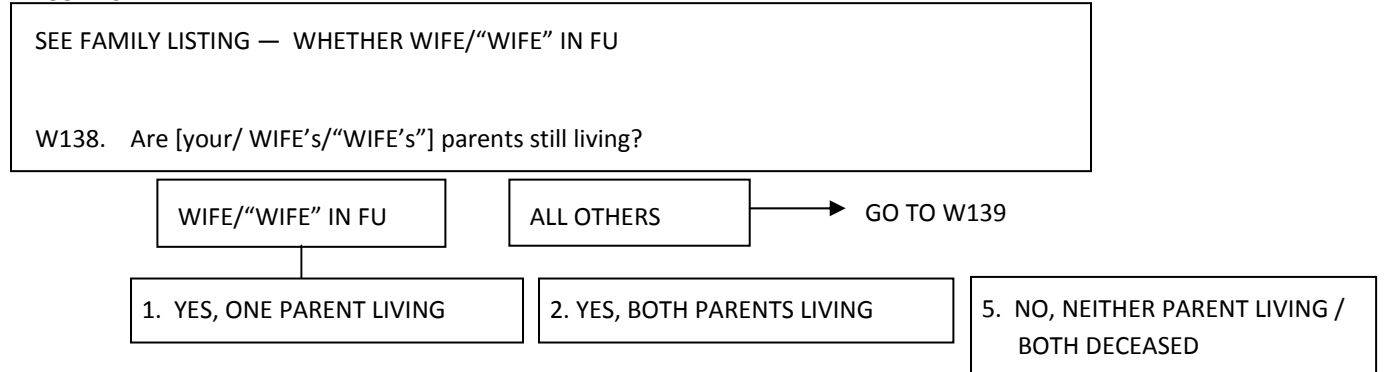 SEE FAMILY LISTING — WHETHER WIFE/“WIFE” IN FU
W138. Are [your/ WIFE’s/“WIFE’s”] parents still living?
WIFE/“WIFE” IN FU
ALL OTHERS
GO TO W139
1. YES, ONE PARENT LIVING
2. YES, BOTH PARENTS LIVING
5. NO, NEITHER PARENT LIVING /
BOTH DECEASED